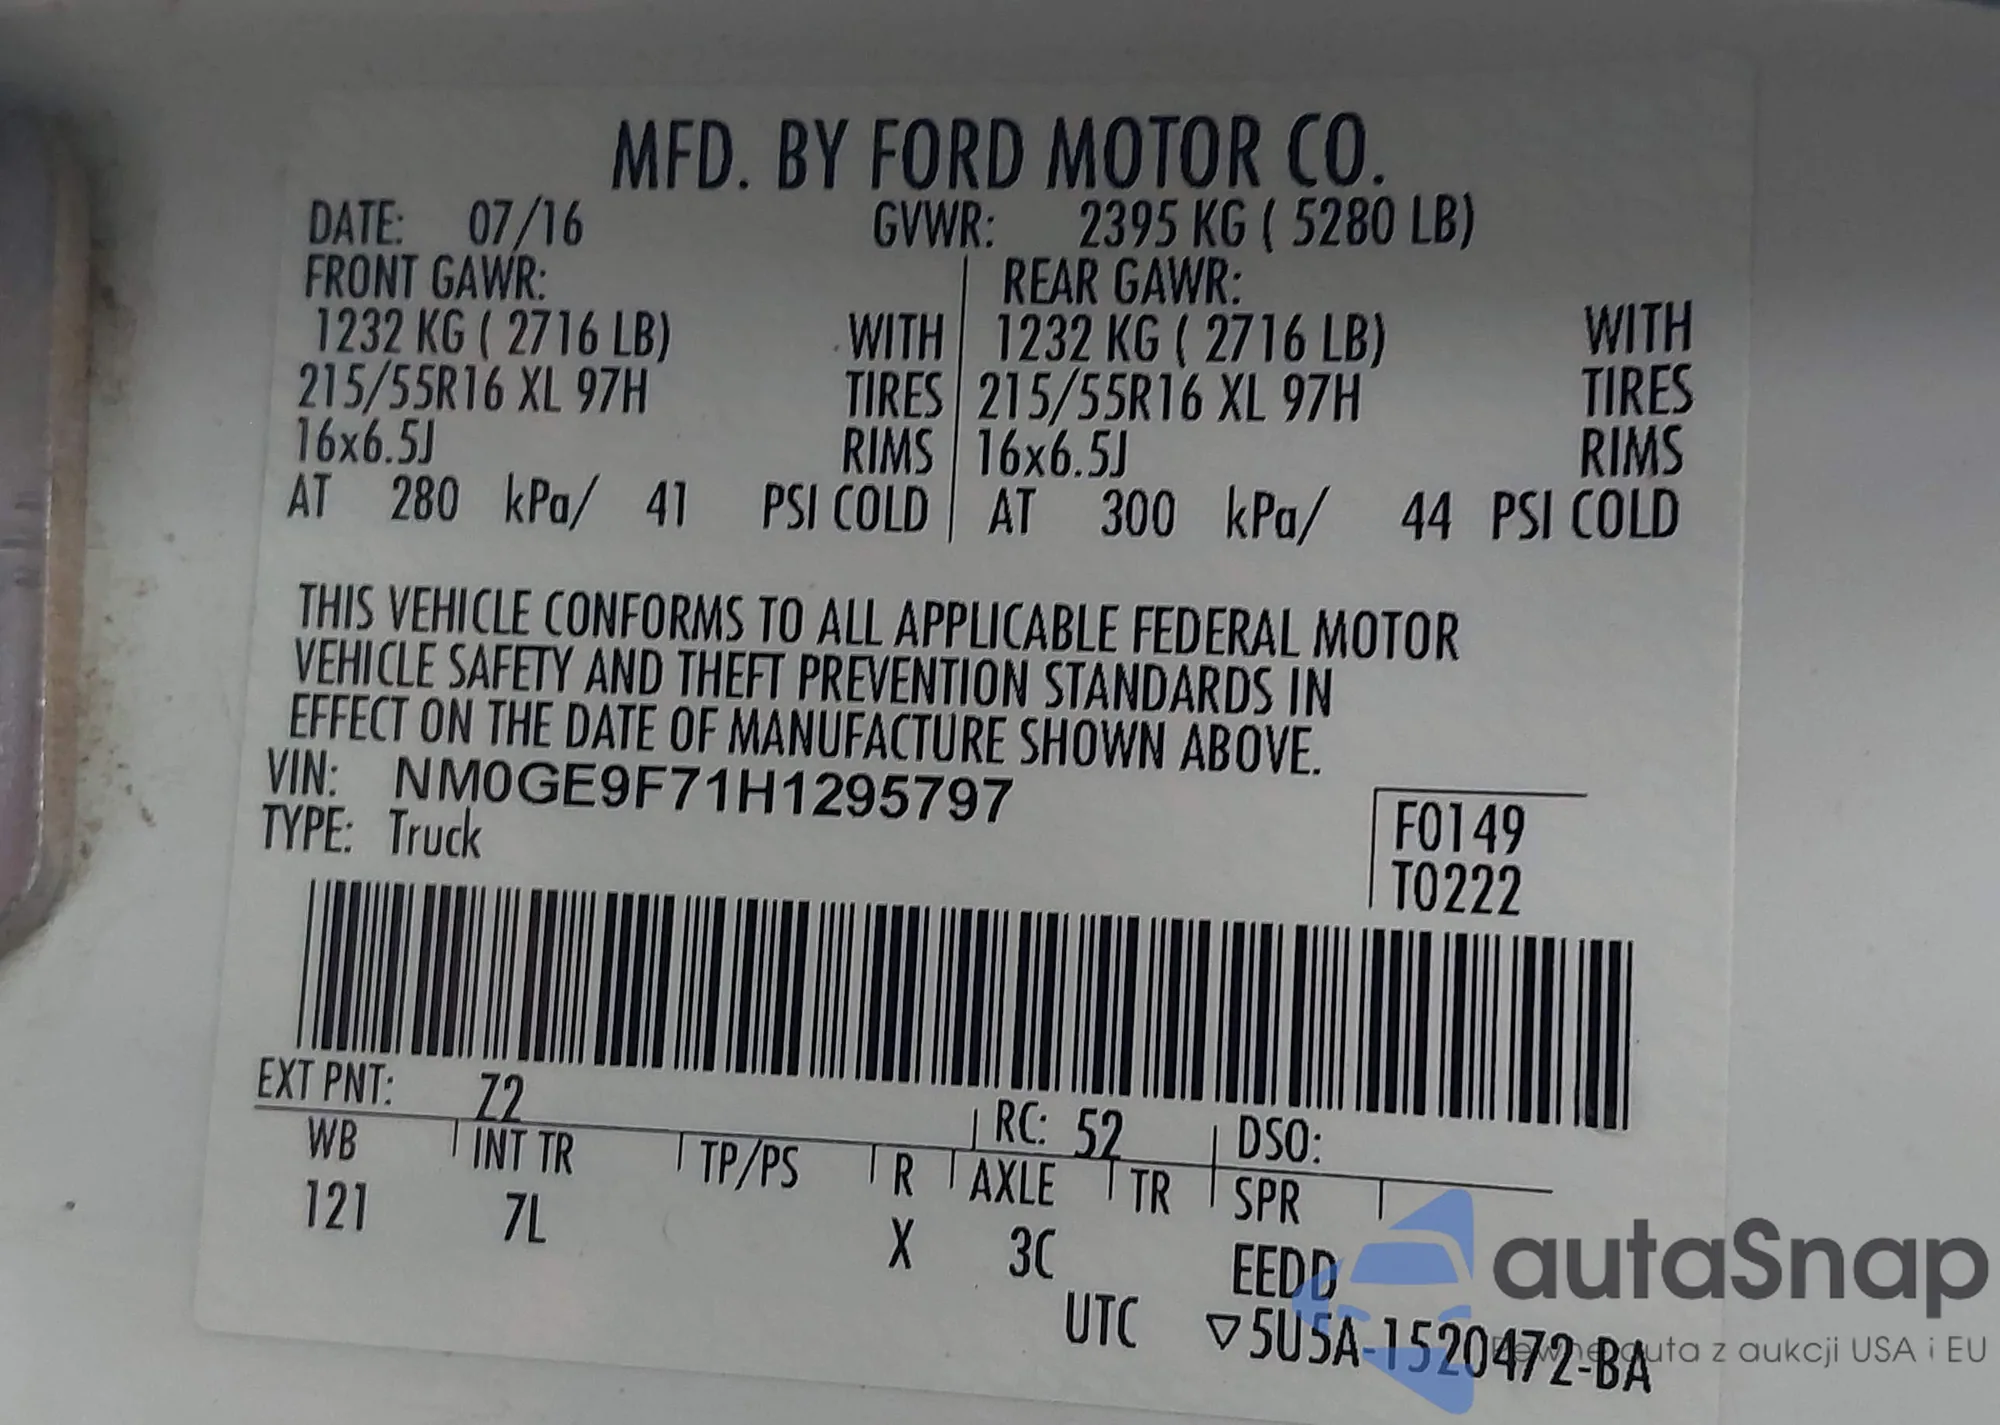 MFD. BY FORD MOTOR CO.
DATE: 07/16 GVWR: 2395 KG ( 5280 LB)
FRONT GAWR: REAR GAWR:
1232 KG ( 2716 LB) WITH 1232 KG ( 2716 LB) WITH
215/55R16 XL 97H TIRES 215/55R16 XL 97H TIRES
16x6.5J RIMS 16x6.5J RIMS
AT 280 kPa/ 41 PSI COLD AT 300 kPa/ 44 PSI COLD
THIS VEHICLE CONFORMS TO ALL APPLICABLE FEDERAL MOTOR
VEHICLE SAFETY AND THEFT PREVENTION STANDARDS IN
EFFECT ON THE DATE OF MANUFACTURE SHOWN ABOVE.
VIN: NM0GE9F71H1295797
TYPE: Truck
F0149
T0222
EXT PNT: Z2 RC: 52 DSO:
WB INT TR TP/PS R AXLE TR SPR
121 7L X 3C EEDD
UTC ▽5U5A-1520472-BA
autaSnap
Pewne auta z aukcji USA i EU